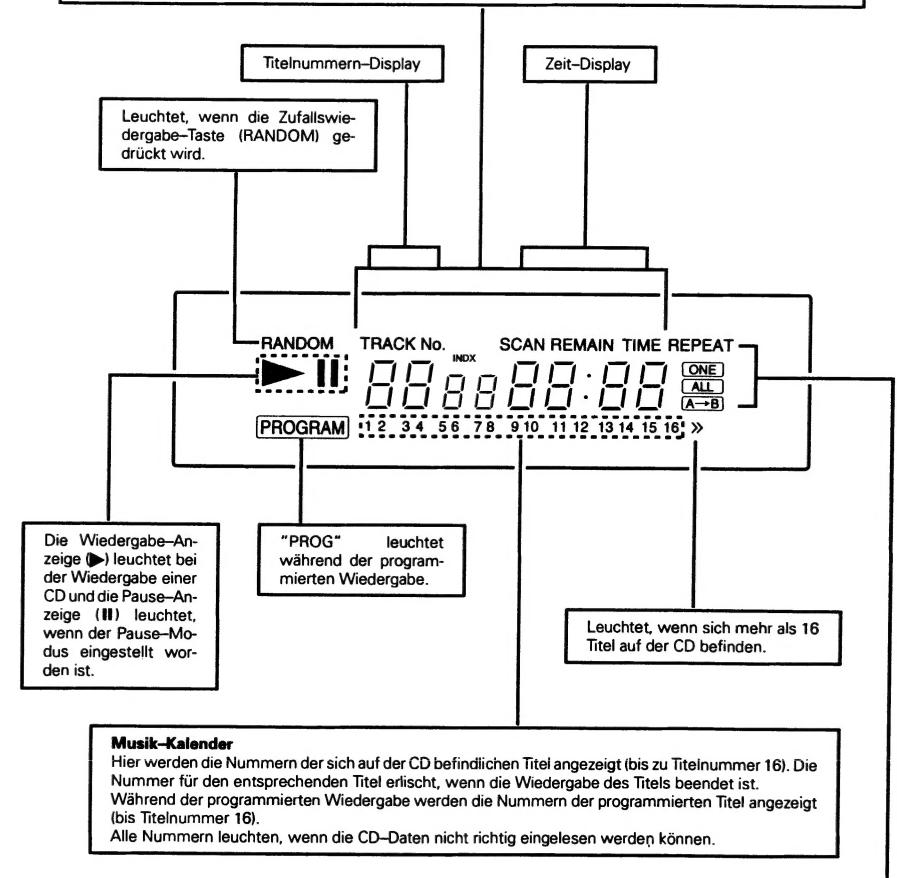 Titelnummern–Display
Zeit–Display
Leuchtet, wenn die Zufallswie-
dergabe–Taste (RANDOM) ge-
drückt wird.
RANDOM TRACK No. SCAN REMAIN TIME REPEAT
INDX
▶ II 88 88 88:88
ONE
ALL
A→B
PROGRAM 1 2 3 4 5 6 7 8 9 10 11 12 13 14 15 16 »
Die Wiedergabe–An-
zeige (▶) leuchtet bei
der Wiedergabe einer
CD und die Pause–An-
zeige (II) leuchtet,
wenn der Pause–Mo-
dus eingestellt wor-
den ist.
"PROG" leuchtet
während der program-
mierten Wiedergabe.
Leuchtet, wenn sich mehr als 16
Titel auf der CD befinden.
Musik–Kalender
Hier werden die Nummern der sich auf der CD befindlichen Titel angezeigt (bis zu Titelnummer 16). Die
Nummer für den entsprechenden Titel erlischt, wenn die Wiedergabe des Titels beendet ist.
Während der programmierten Wiedergabe werden die Nummern der programmierten Titel angezeigt
(bis Titelnummer 16).
Alle Nummern leuchten, wenn die CD–Daten nicht richtig eingelesen werden können.